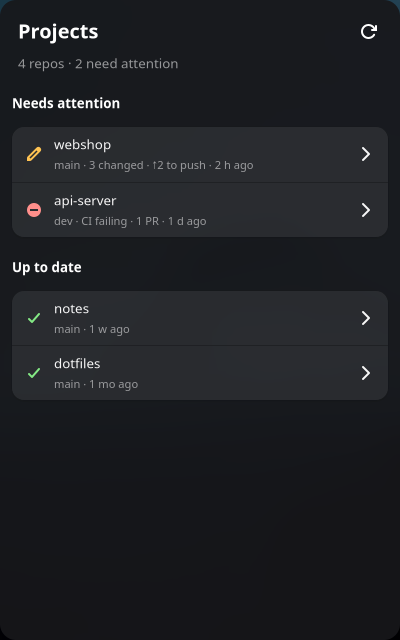 Projects
4 repos · 2 need attention
Needs attention
webshop
main · 3 changed · ↑2 to push · 2 h ago
api-server
dev · CI failing · 1 PR · 1 d ago
Up to date
notes
main · 1 w ago
dotfiles
main · 1 mo ago